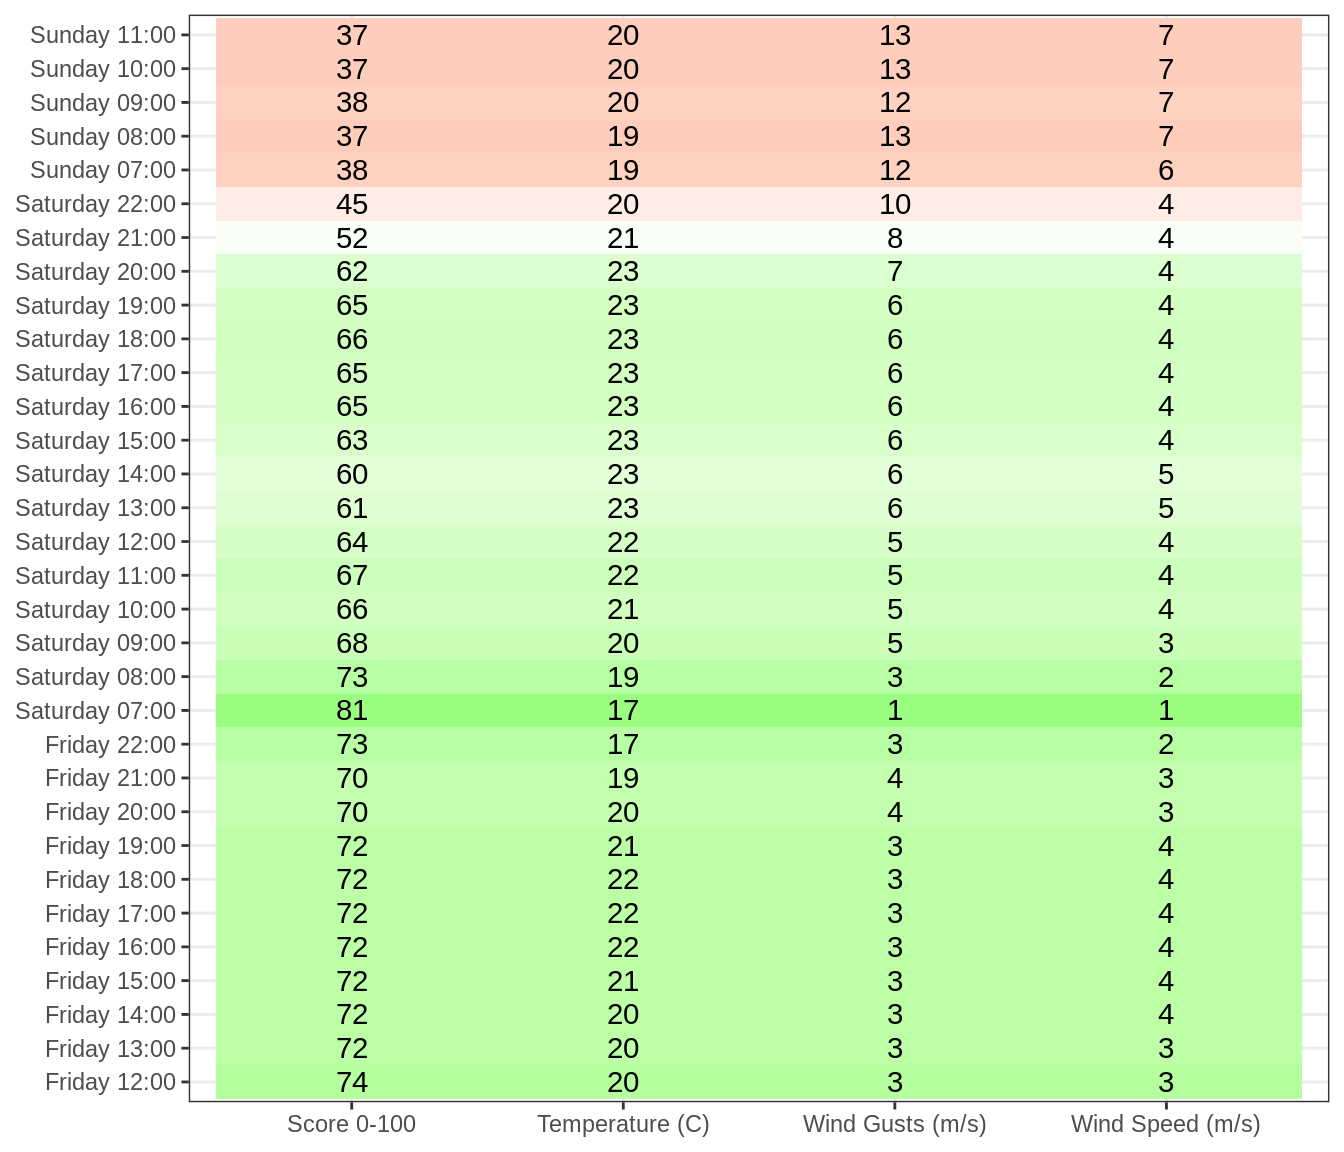 Sunday 11:00 37 20 13 7
Sunday 10:00 37 20 13 7
Sunday 09:00 38 20 12 7
Sunday 08:00 37 19 13 7
Sunday 07:00 38 19 12 6
Saturday 22:00 45 20 10 4
Saturday 21:00 52 21 8 4
Saturday 20:00 62 23 7 4
Saturday 19:00 65 23 6 4
Saturday 18:00 66 23 6 4
Saturday 17:00 65 23 6 4
Saturday 16:00 65 23 6 4
Saturday 15:00 63 23 6 4
Saturday 14:00 60 23 6 5
Saturday 13:00 61 23 6 5
Saturday 12:00 64 22 5 4
Saturday 11:00 67 22 5 4
Saturday 10:00 66 21 5 4
Saturday 09:00 68 20 5 3
Saturday 08:00 73 19 3 2
Saturday 07:00 81 17 1 1
Friday 22:00 73 17 3 2
Friday 21:00 70 19 4 3
Friday 20:00 70 20 4 3
Friday 19:00 72 21 3 4
Friday 18:00 72 22 3 4
Friday 17:00 72 22 3 4
Friday 16:00 72 22 3 4
Friday 15:00 72 21 3 4
Friday 14:00 72 20 3 4
Friday 13:00 72 20 3 3
Friday 12:00 74 20 3 3
Score 0-100 Temperature (C) Wind Gusts (m/s) Wind Speed (m/s)